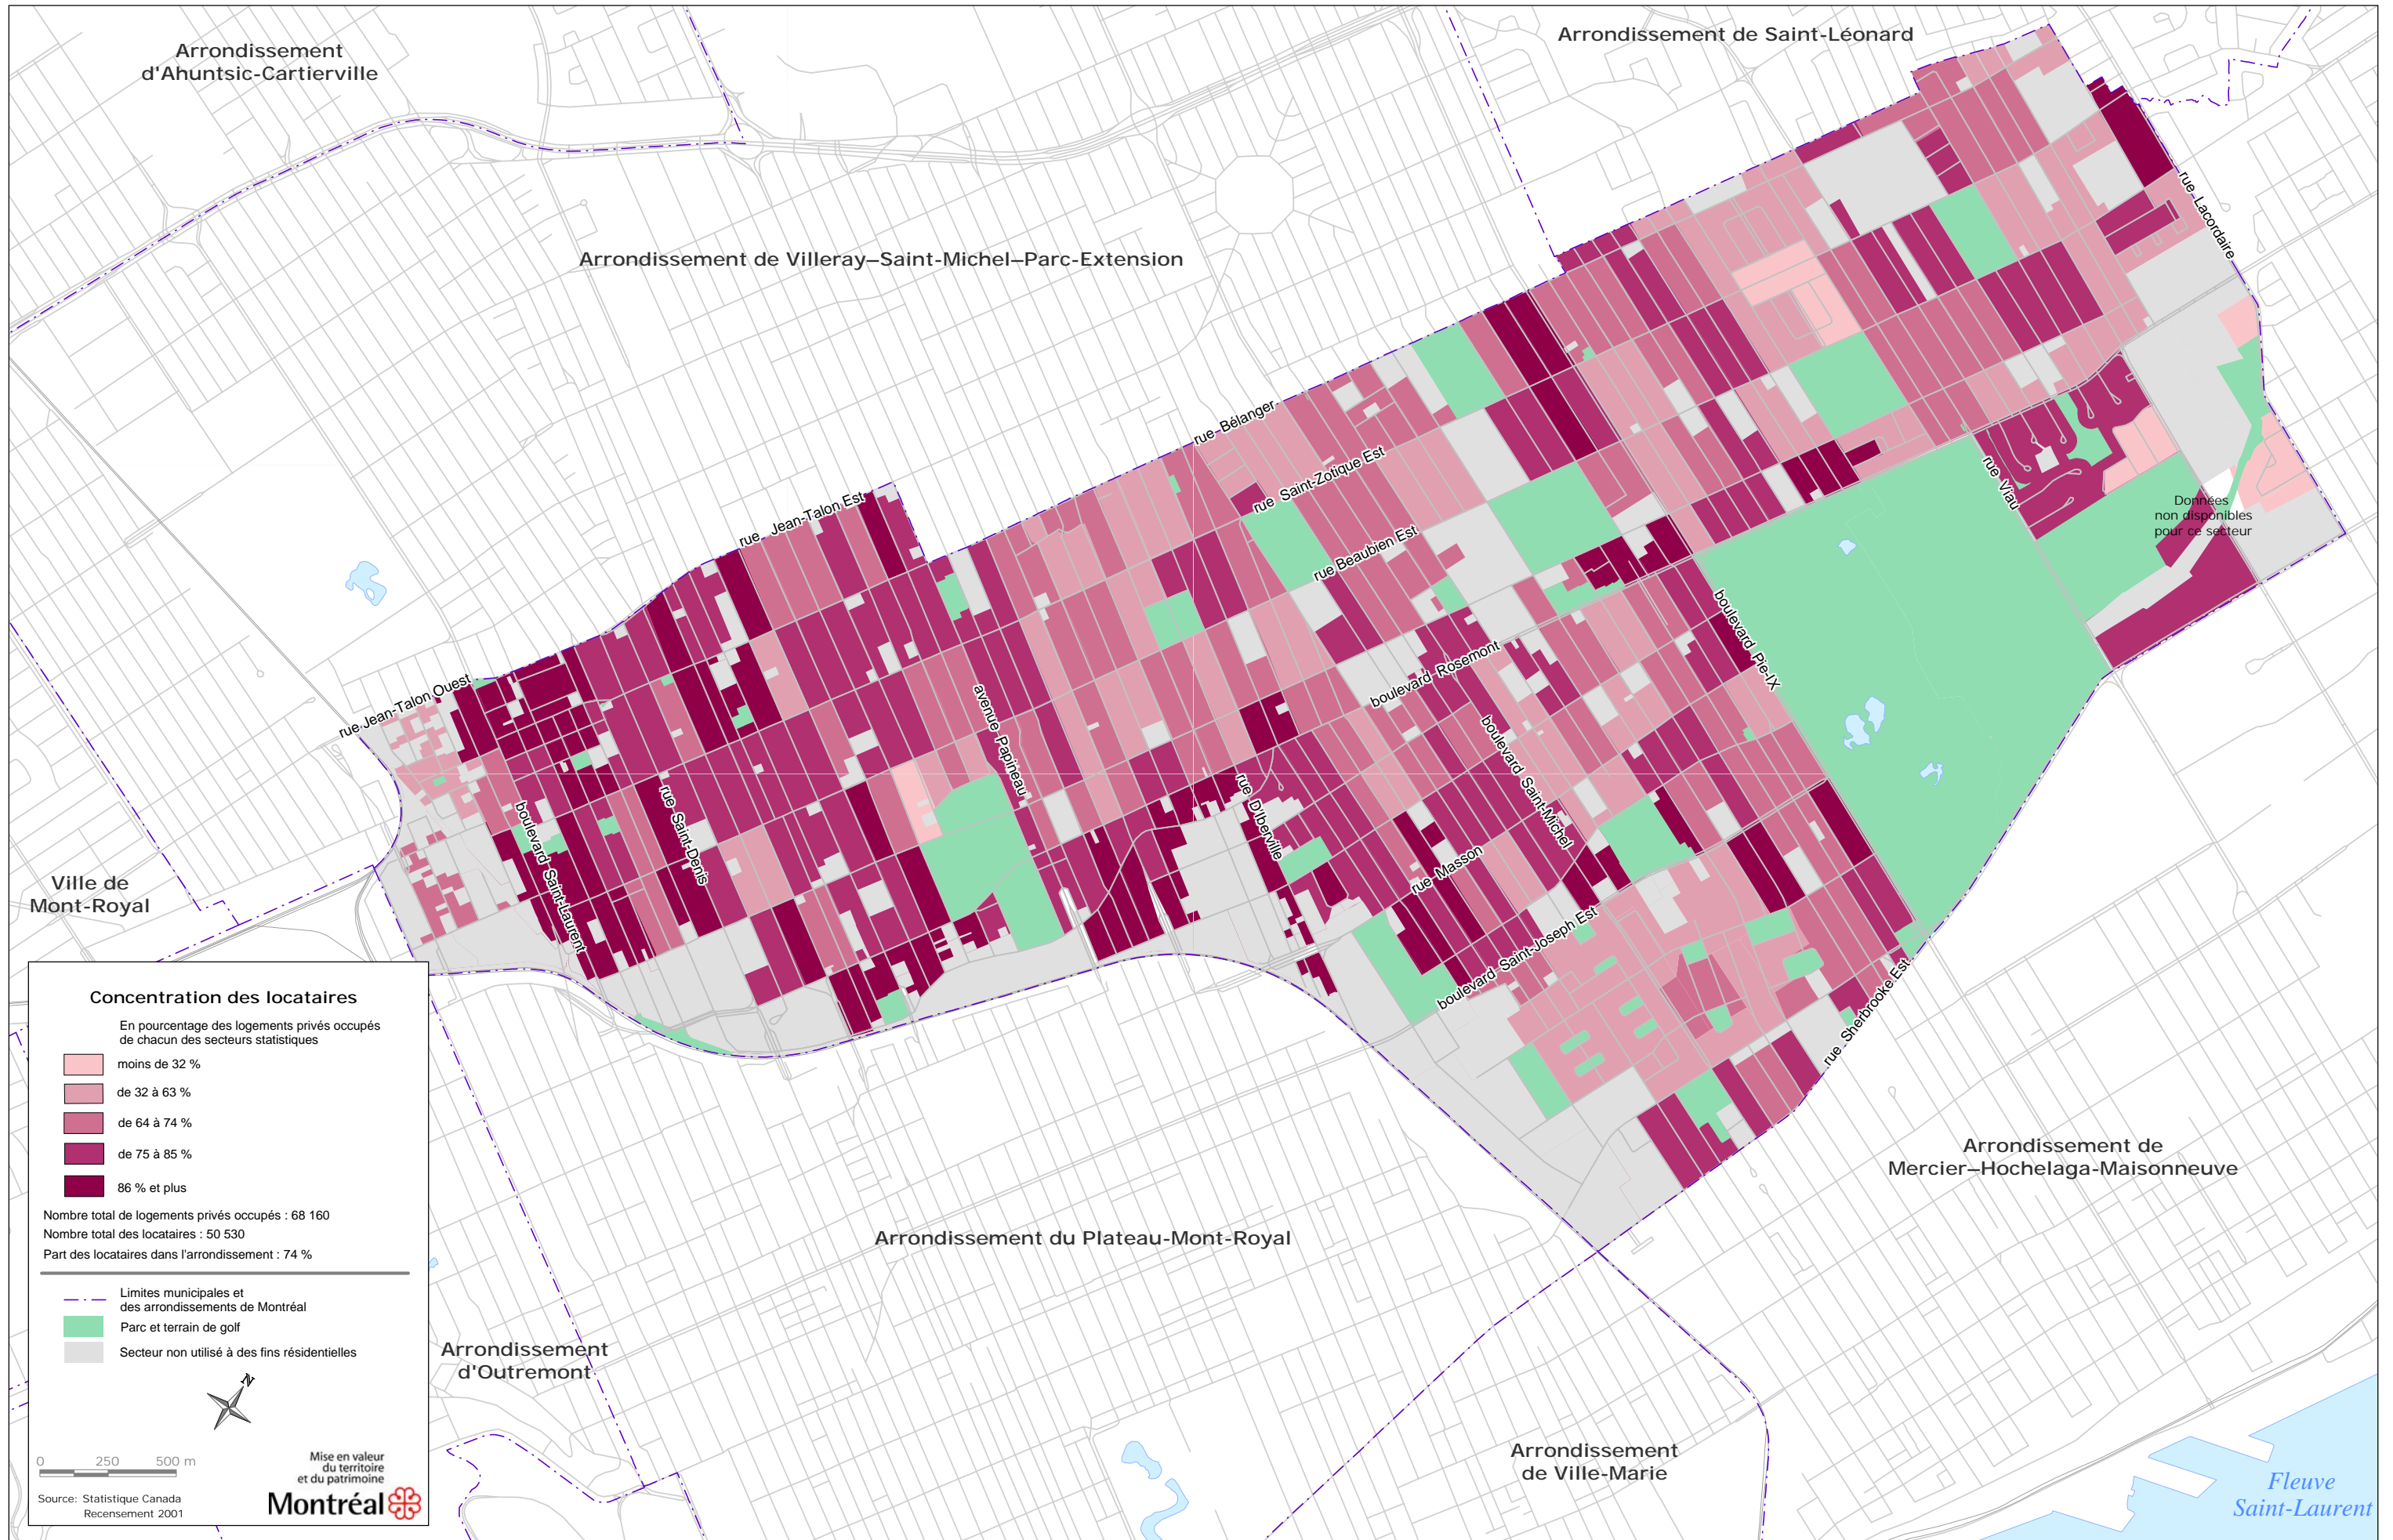 Arrondissement
d'Ahuntsic-Cartierville
Arrondissement de Saint-Léonard
Arrondissement de Villeray–Saint-Michel–Parc-Extension
rue Lacordaire
rue Bélanger
rue Saint-Zotique Est
rue Jean-Talon Est
rue Beaubien Est
rue Viau
Données
non disponibles
pour ce secteur
boulevard Pie-IX
boulevard Rosemont
rue Jean-Talon Ouest
avenue Papineau
boulevard Saint-Michel
rue D'Iberville
rue Saint-Denis
boulevard Saint-Laurent
rue Masson
boulevard Saint-Joseph Est
rue Sherbrooke Est
Ville de
Mont-Royal
Arrondissement de
Mercier–Hochelaga-Maisonneuve
Arrondissement du Plateau-Mont-Royal
Arrondissement
d'Outremont
Arrondissement
de Ville-Marie
Fleuve
Saint-Laurent
Concentration des locataires
En pourcentage des logements privés occupés
de chacun des secteurs statistiques
moins de 32 %
de 32 à 63 %
de 64 à 74 %
de 75 à 85 %
86 % et plus
Nombre total de logements privés occupés : 68 160
Nombre total des locataires : 50 530
Part des locataires dans l'arrondissement : 74 %
Limites municipales et
des arrondissements de Montréal
Parc et terrain de golf
Secteur non utilisé à des fins résidentielles
N
0 250 500 m
Mise en valeur
du territoire
et du patrimoine
Montréal
Source: Statistique Canada
Recensement 2001